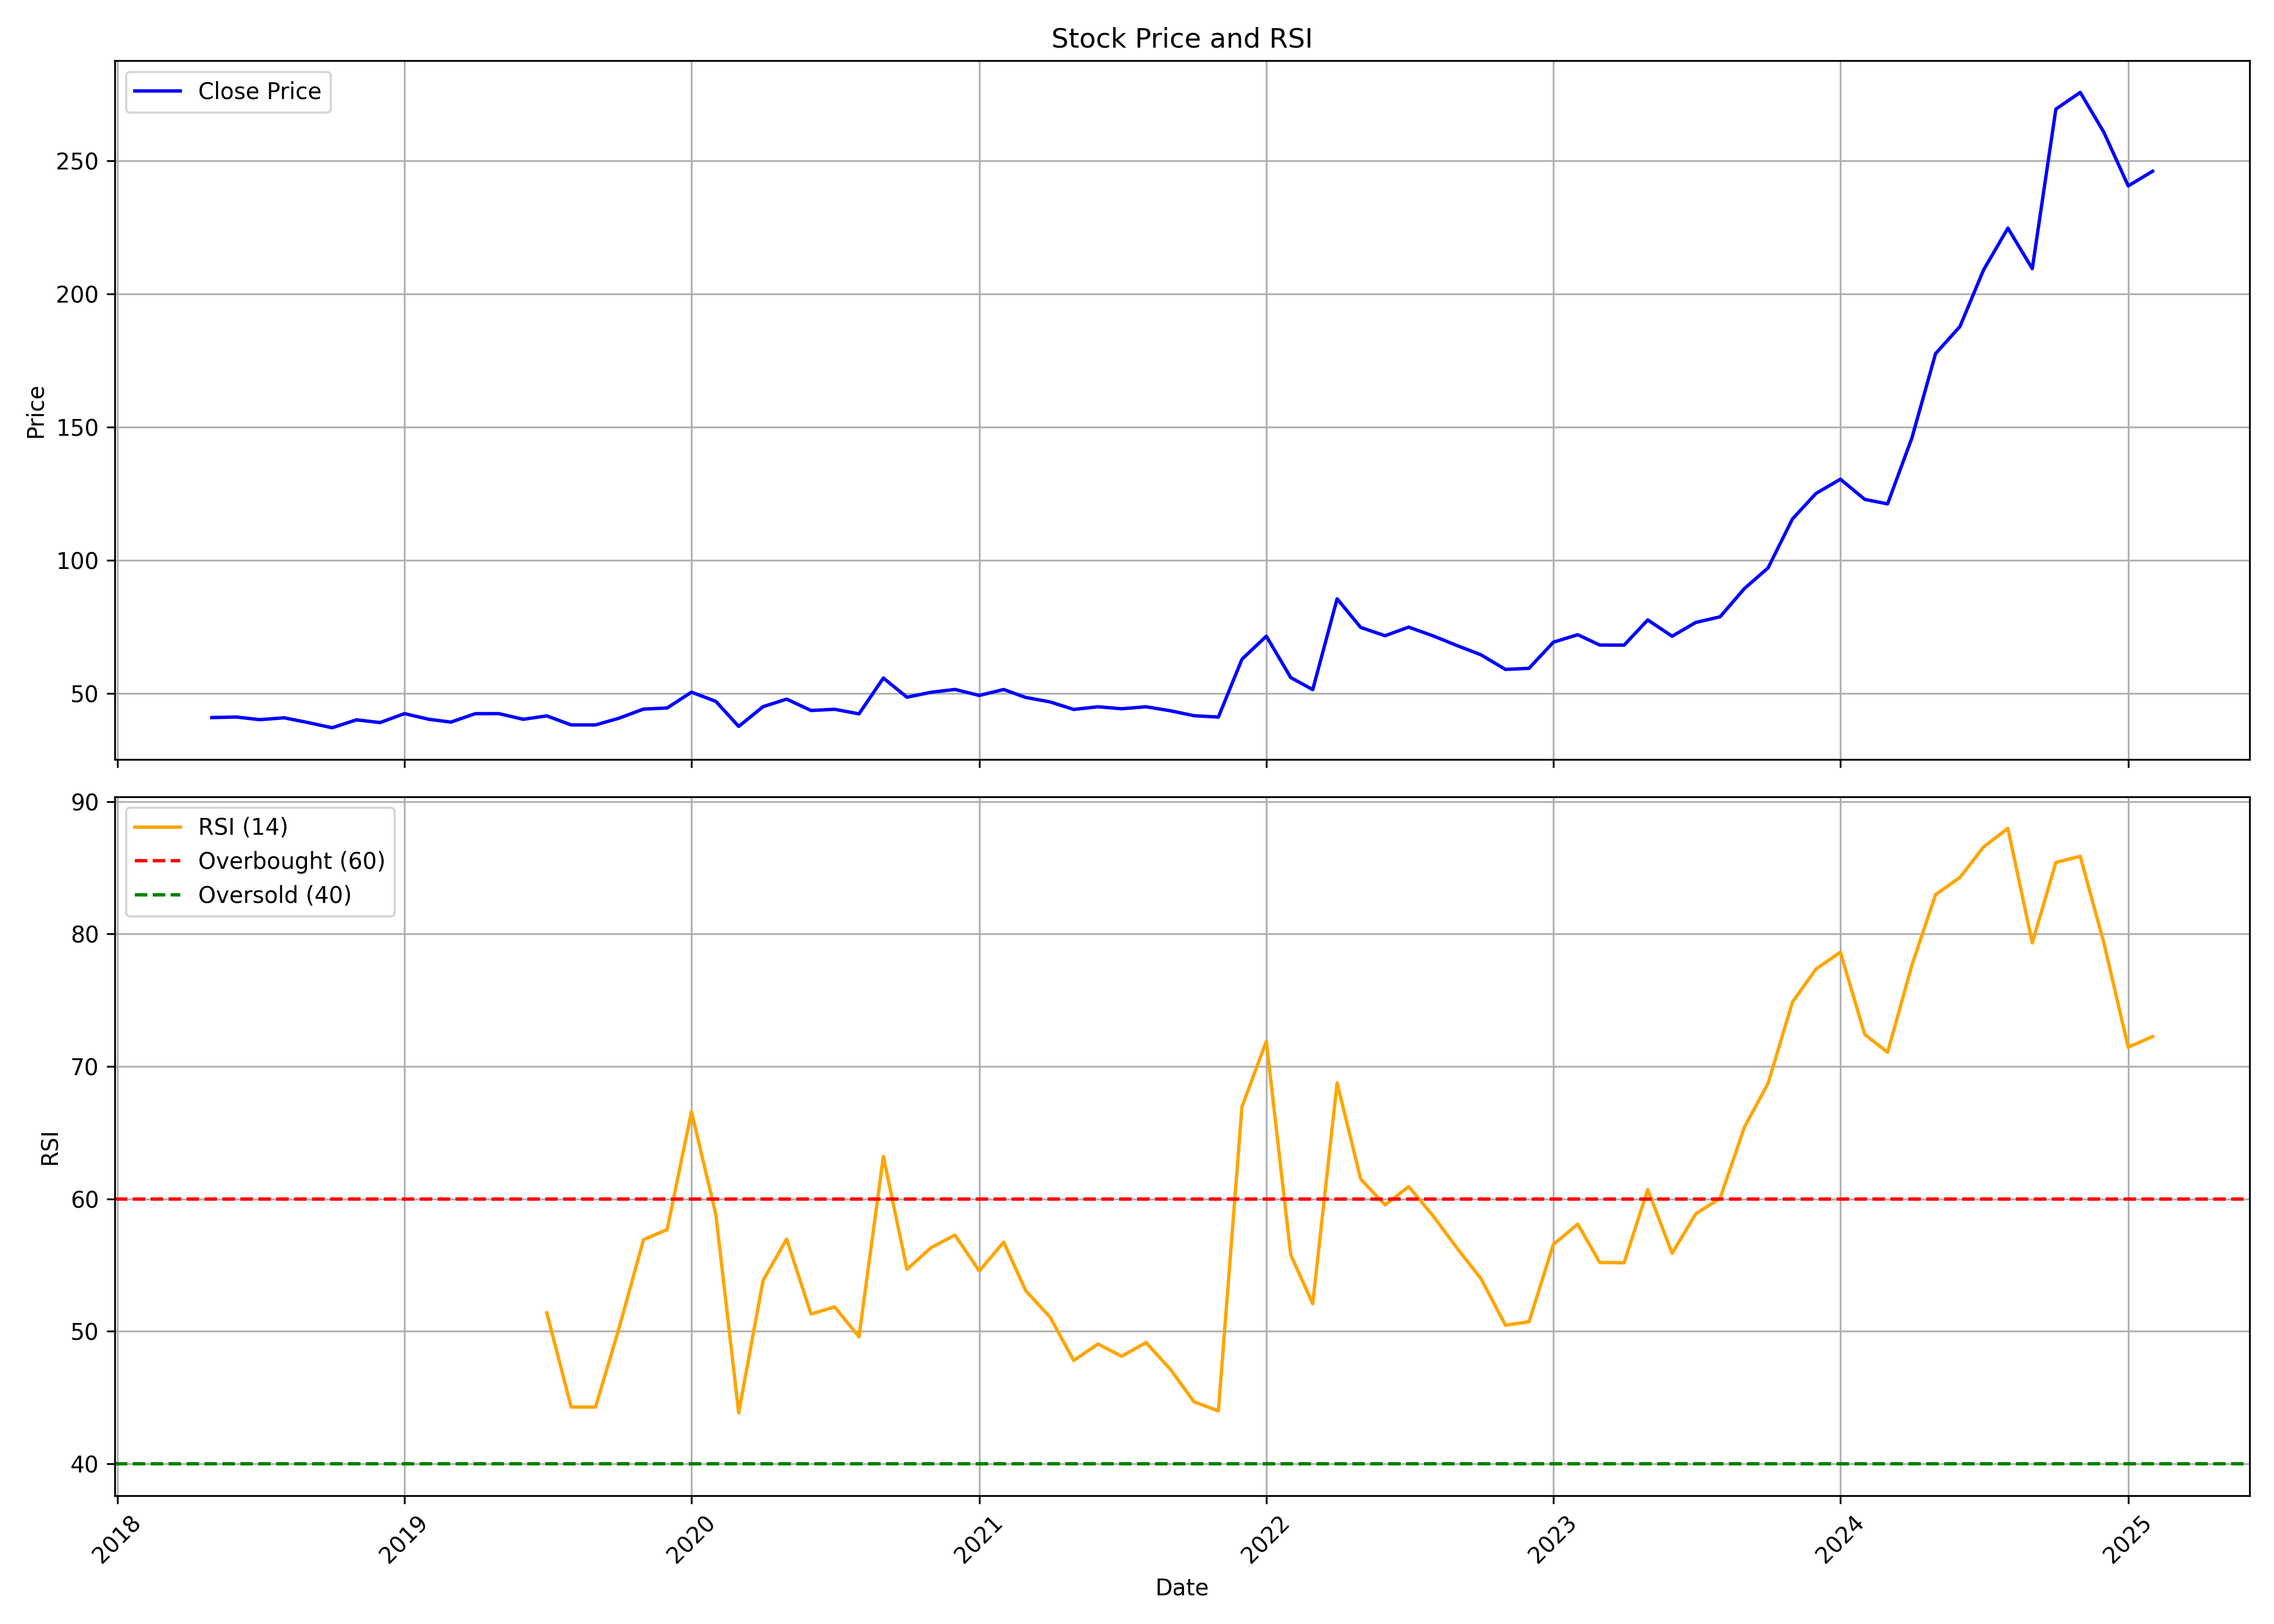 Stock Price and RSI
Close Price
250
200
150
100
50
Price
RSI (14)
Overbought (60)
Oversold (40)
90
80
70
60
50
40
RSI
2018
2019
2020
2021
2022
2023
2024
2025
Date